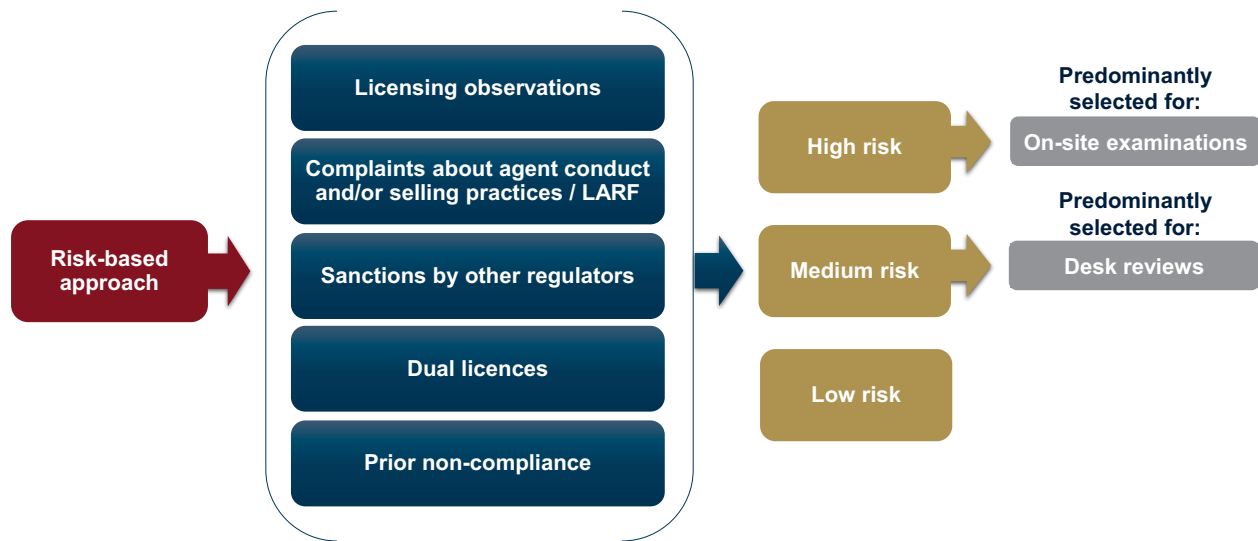 Risk-based
approach
Licensing observations
Complaints about agent conduct
and/or selling practices / LARF
Sanctions by other regulators
Dual licences
Prior non-compliance
High risk
Predominantly
selected for:
On-site examinations
Medium risk
Predominantly
selected for:
Desk reviews
Low risk